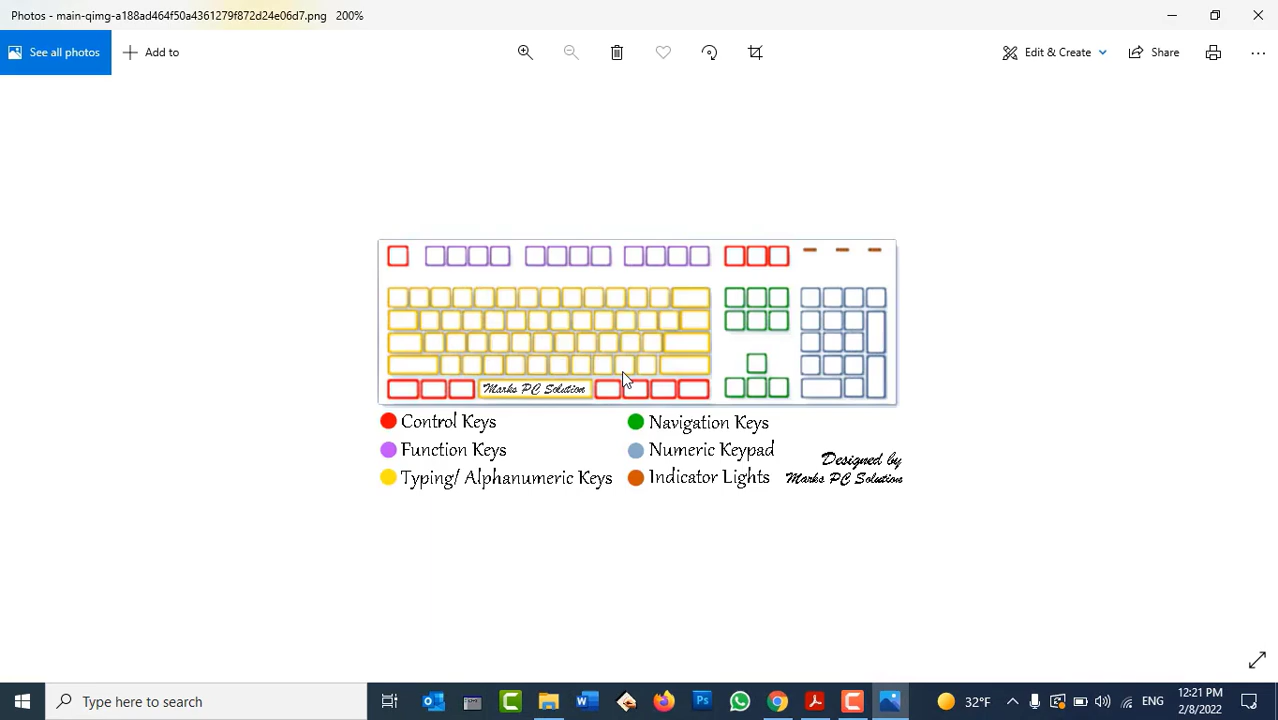 Photos - main-qimg-a188ad464f50a4361279f872d24e06d7.png 200%
See all photos
Add to
Edit & Create
Share
Marks PC Solution
Control Keys
Navigation Keys
Function Keys
Numeric Keypad
Typing/ Alphanumeric Keys
Indicator Lights
Designed by
Marks PC Solution
Type here to search
32°F
ENG
12:21 PM
2/8/2022